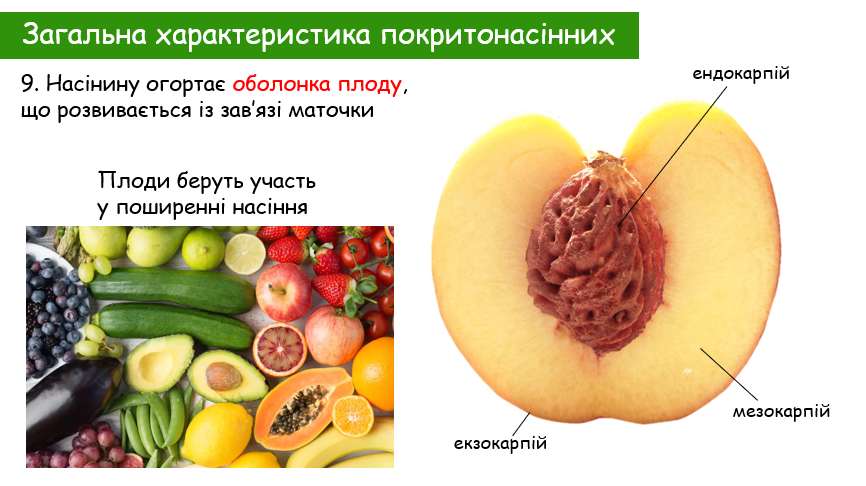 Загальна характеристика покритонасінних
9. Насінину огортає оболонка плоду,
що розвивається із зав’язі маточки
Плоди беруть участь
у поширенні насіння
ендокарпій
мезокарпій
екзокарпій